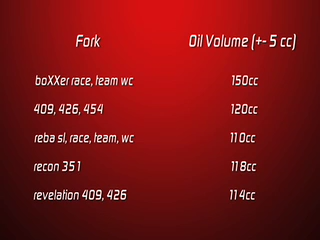 Fork Oil Volume (+- 5 cc)
boXXer race, team wc 150cc
409, 426, 454 120cc
reba sl, race, team, wc 110cc
recon 351 118cc
revelation 409, 426 114cc